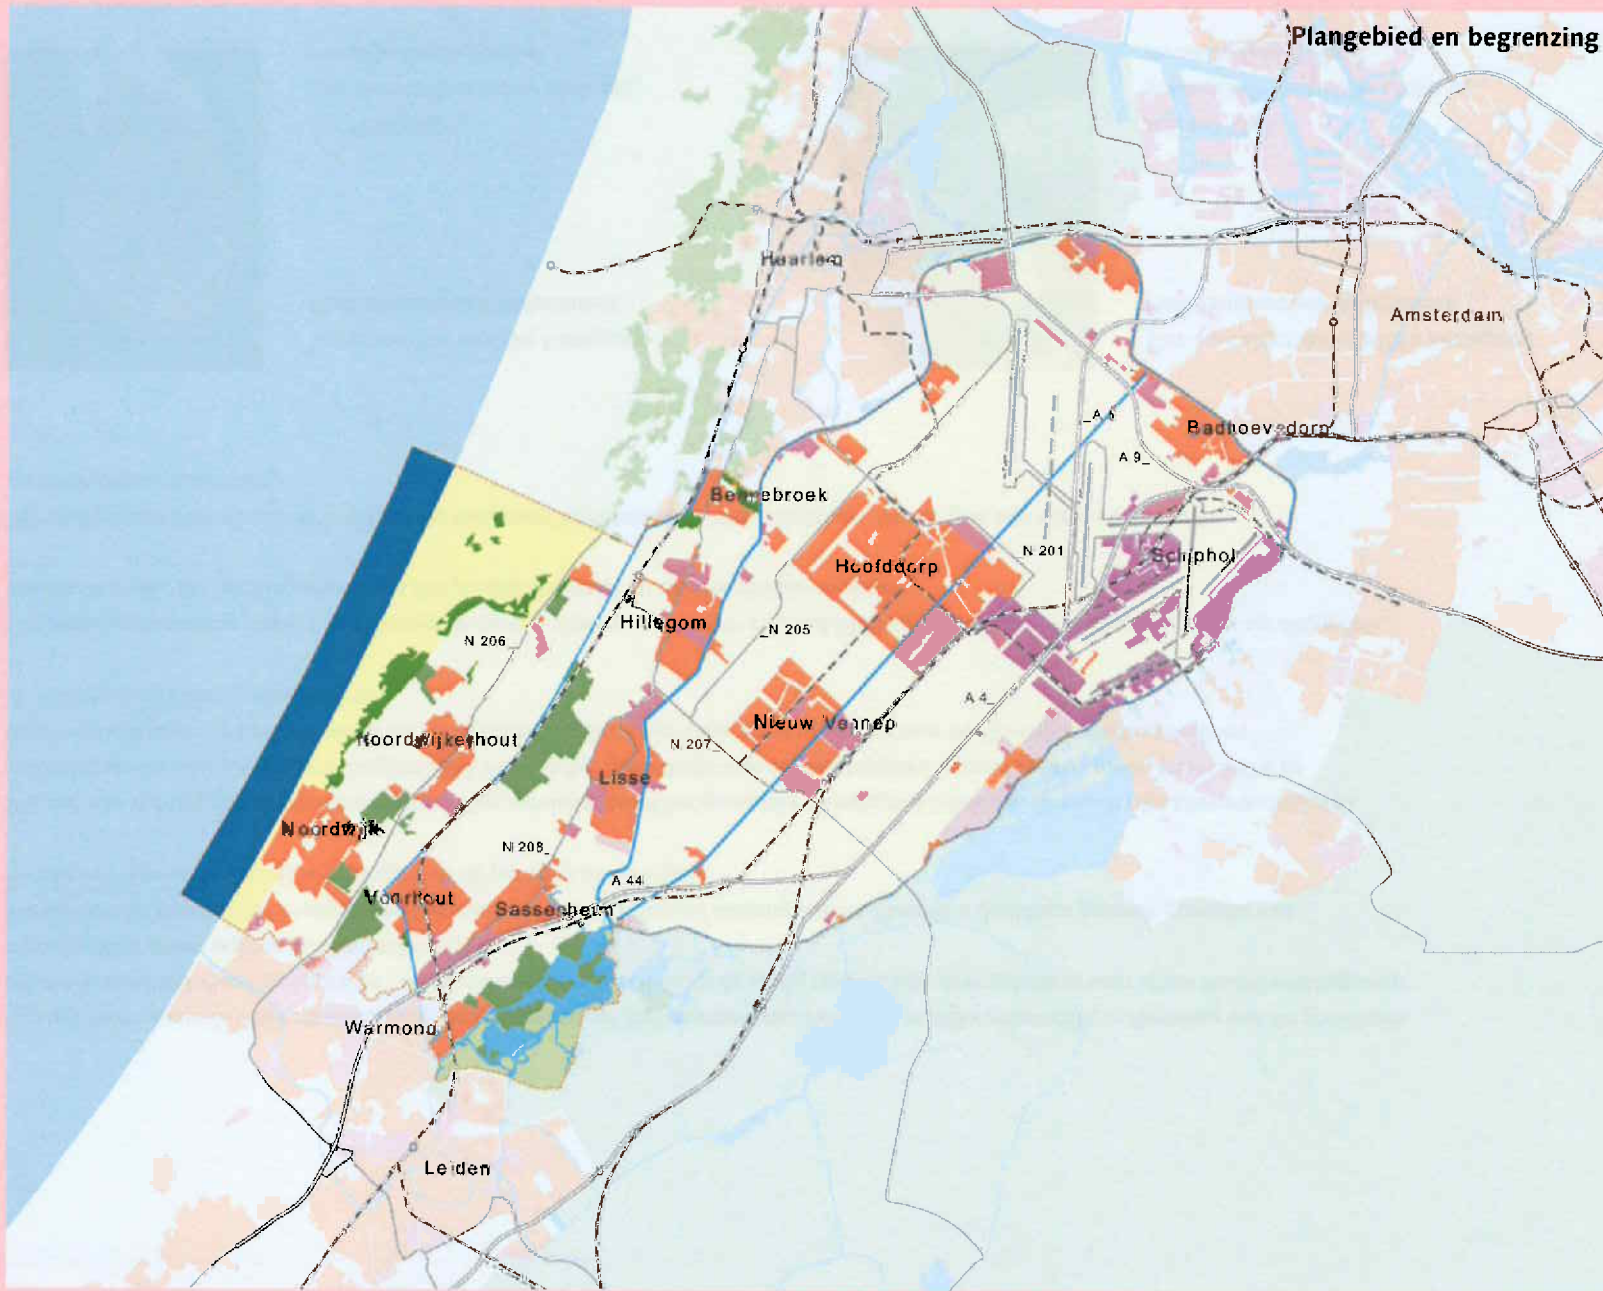 Plangebied en begrenzing
Haarlem
Amsterdam
A 9
Badhoevedorp
Bennebroek
N 201
Schiphol
Hoofddorp
Hillegom
N 205
N 206
A 4
Nieuw Vennep
Noordwijkerhout
N 207
Lisse
Noordwijk
N 208
A 44
Voorhout
Sassenheim
Warmond
Leiden